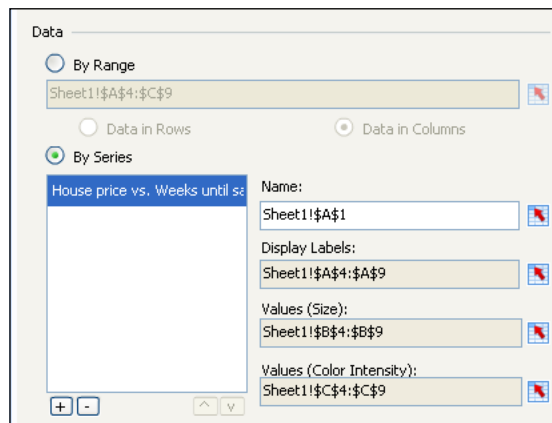 Data
By Range
Sheet1!$A$4:$C$9
Data in Rows
Data in Columns
By Series
House price vs. Weeks until sa
Name:
Sheet1!$A$1
Display Labels:
Sheet1!$A$4:$A$9
Values (Size):
Sheet1!$B$4:$B$9
Values (Color Intensity):
Sheet1!$C$4:$C$9